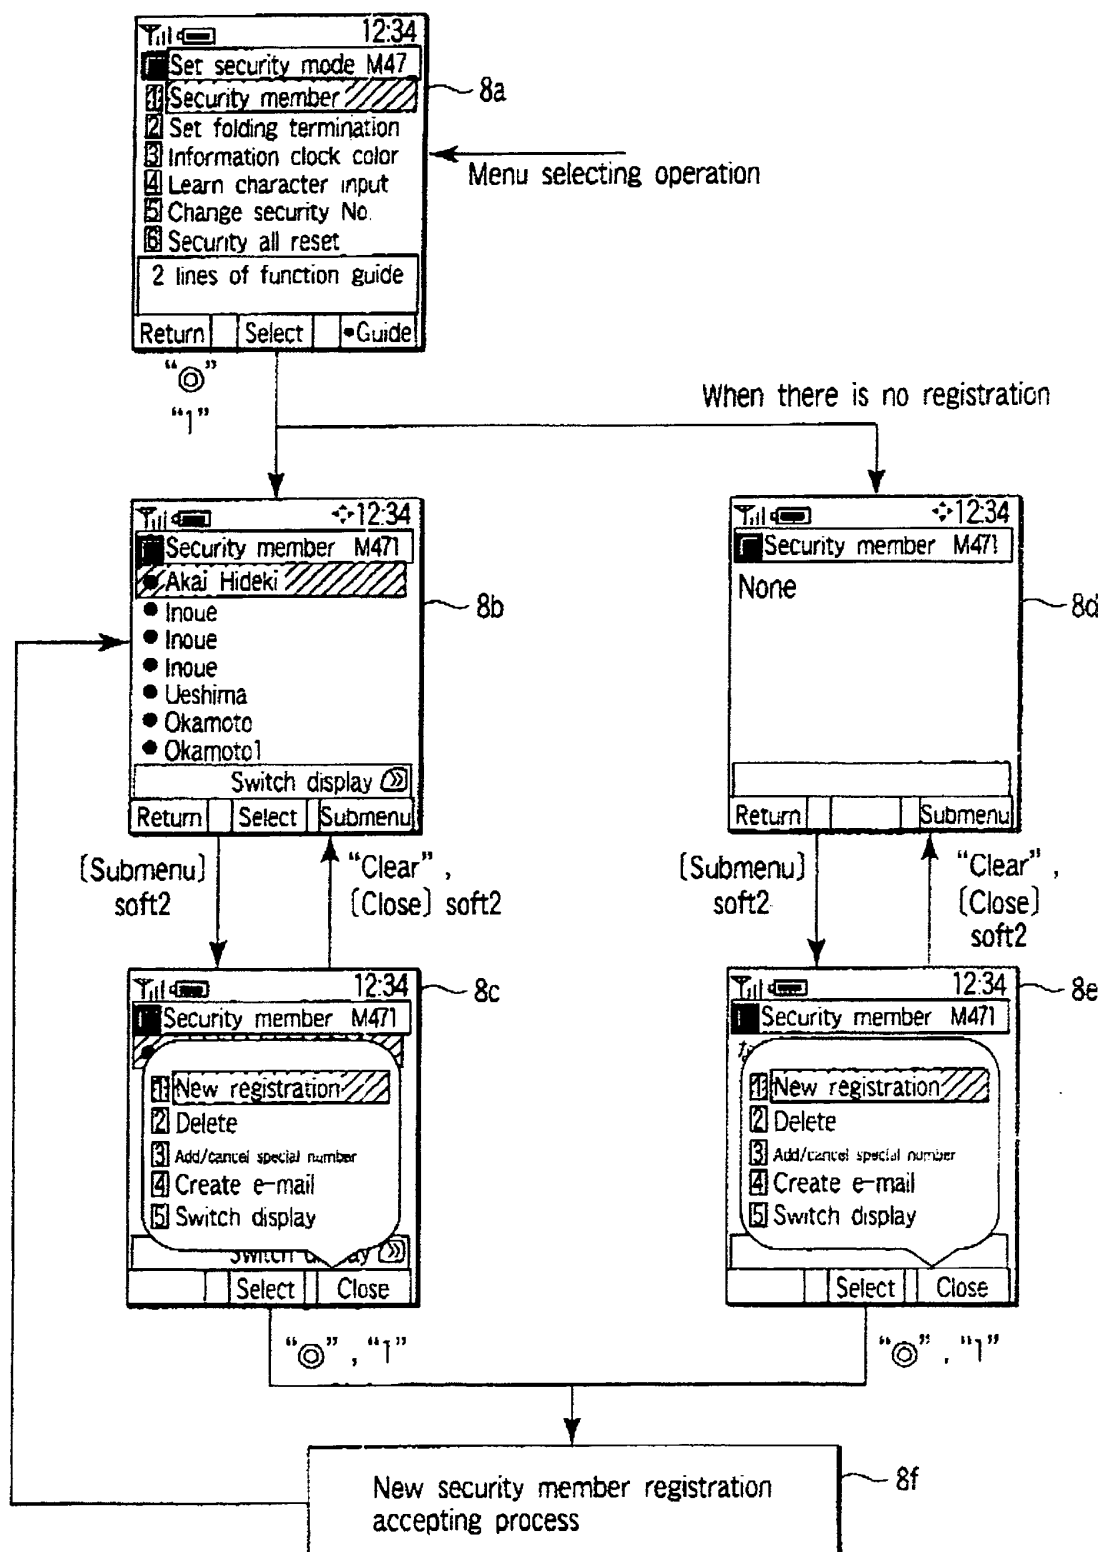 12:34
Set security mode M47
1 Security member
8a
2 Set folding termination
3 Information clock color
Menu selecting operation
4 Learn character input
5 Change security No.
6 Security all reset
2 lines of function guide
Return Select •Guide
“◎”
“1”
When there is no registration
12:34
Security member M471
● Akai Hideki
8b
● Inoue
● Inoue
● Inoue
● Ueshima
● Okamoto
● Okamoto1
Switch display
Return Select Submenu
12:34
Security member M471
None
8d
Return Submenu
[Submenu]
soft2
“Clear” ,
[Close] soft2
[Submenu]
soft2
“Clear” ,
[Close]
soft2
12:34
8c
Security member M471
1 New registration
2 Delete
3 Add/cancel special number
4 Create e-mail
5 Switch display
Switch display
Select Close
“◎” , “1”
12:34
8e
Security member M471
な
1 New registration
2 Delete
3 Add/cancel special number
4 Create e-mail
5 Switch display
Select Close
“◎” , “1”
New security member registration
accepting process
8f